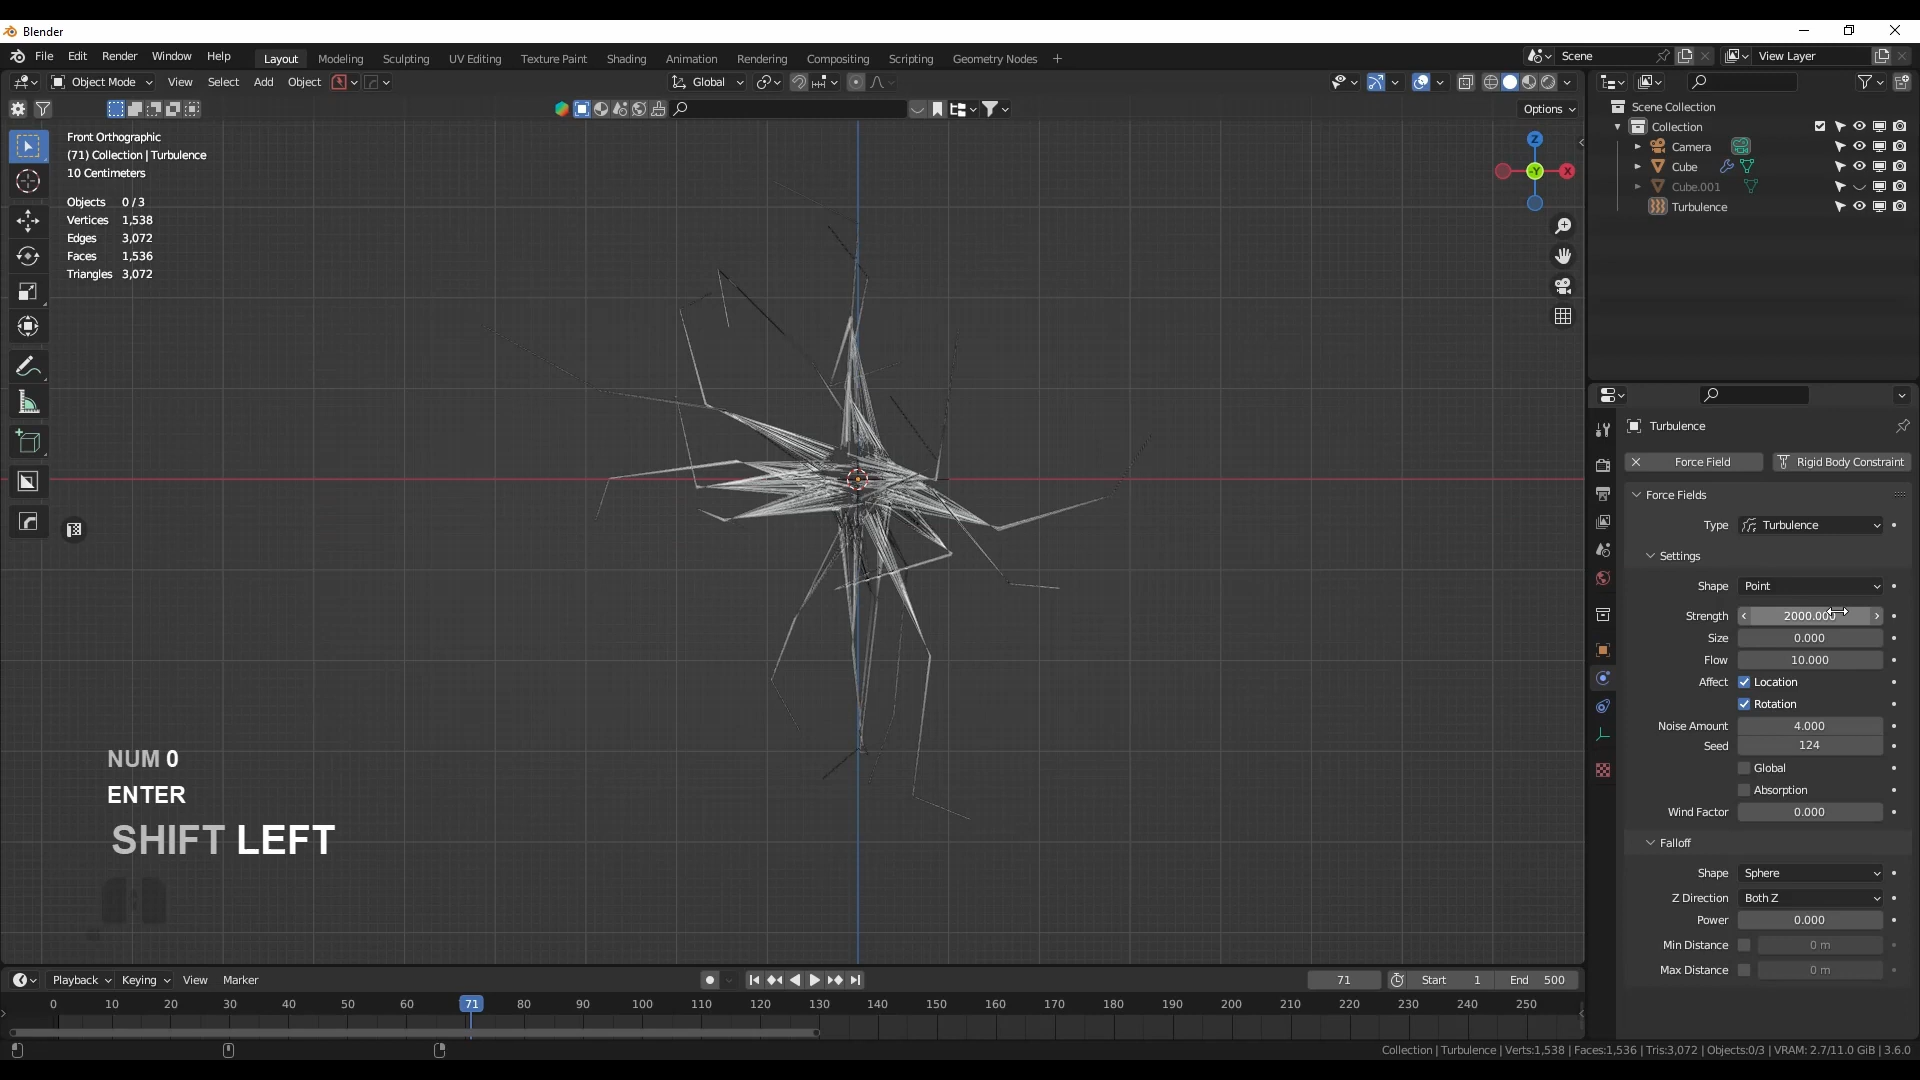 Blender
File Edit Render Window Help Layout Modeling Sculpting UV Editing Texture Paint Shading Animation Rendering Compositing Scripting Geometry Nodes + Scene View Layer
Object Mode View Select Add Object Global
Options
Front Orthographic
(71) Collection | Turbulence
10 Centimeters
Objects 0 / 3
Vertices 1,538
Edges 3,072
Faces 1,536
Triangles 3,072
Z
-Y
X
NUM 0
ENTER
SHIFT LEFT
Scene Collection
Collection
Camera
Cube
Cube.001
Turbulence
Turbulence
Force Field Rigid Body Constraint
Force Fields
Type Turbulence
Settings
Shape Point
Strength 2000.000
Size 0.000
Flow 10.000
Affect Location
Rotation
Noise Amount 4.000
Seed 124
Global
Absorption
Wind Factor 0.000
Falloff
Shape Sphere
Z Direction Both Z
Power 0.000
Min Distance 0 m
Max Distance 0 m
Playback Keying View Marker 71 Start 1 End 500
0 10 20 30 40 50 60 71 80 90 100 110 120 130 140 150 160 170 180 190 200 210 220 230 240 250
Collection | Turbulence | Verts:1,538 | Faces:1,536 | Tris:3,072 | Objects:0/3 | VRAM: 2.7/11.0 GiB | 3.6.0